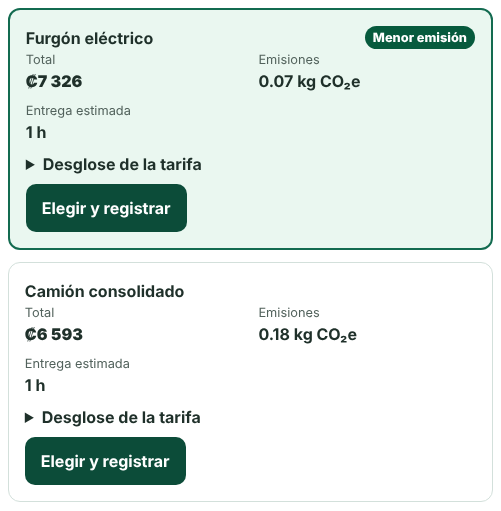 Furgón eléctrico
Menor emisión
Total
Emisiones
₡7 326
0.07 kg CO₂e
Entrega estimada
1 h
Desglose de la tarifa
Elegir y registrar
Camión consolidado
Total
Emisiones
₡6 593
0.18 kg CO₂e
Entrega estimada
1 h
Desglose de la tarifa
Elegir y registrar